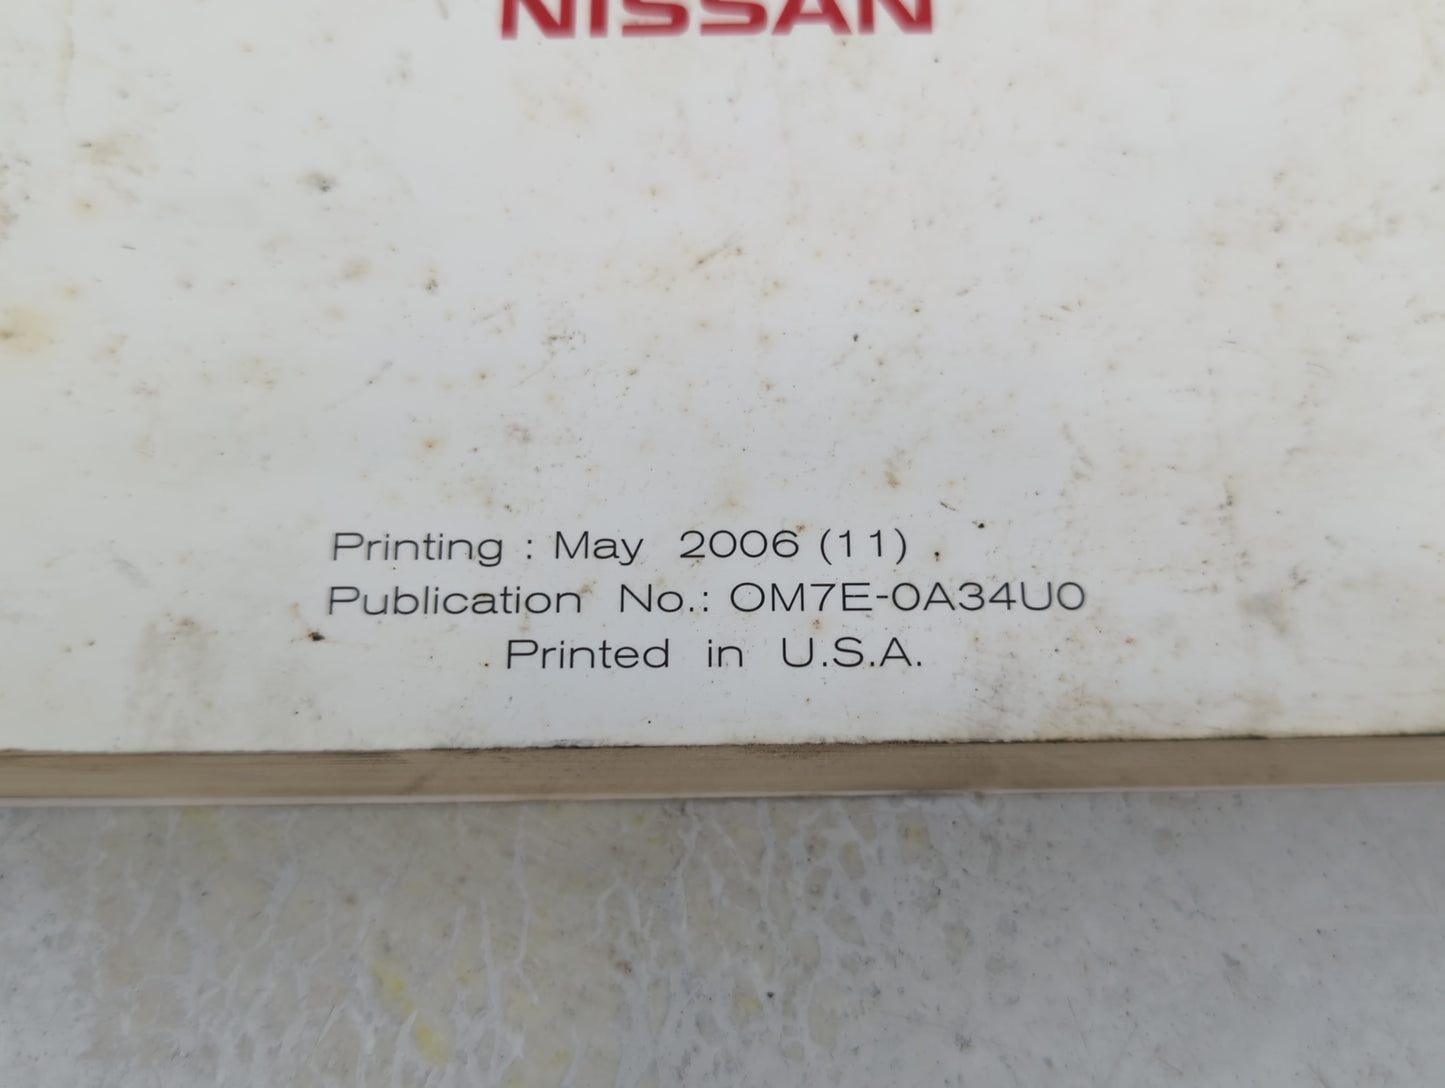 NISSAN
Printing : May 2006 (11)
Publication No.: OM7E-0A34U0
Printed in U.S.A.